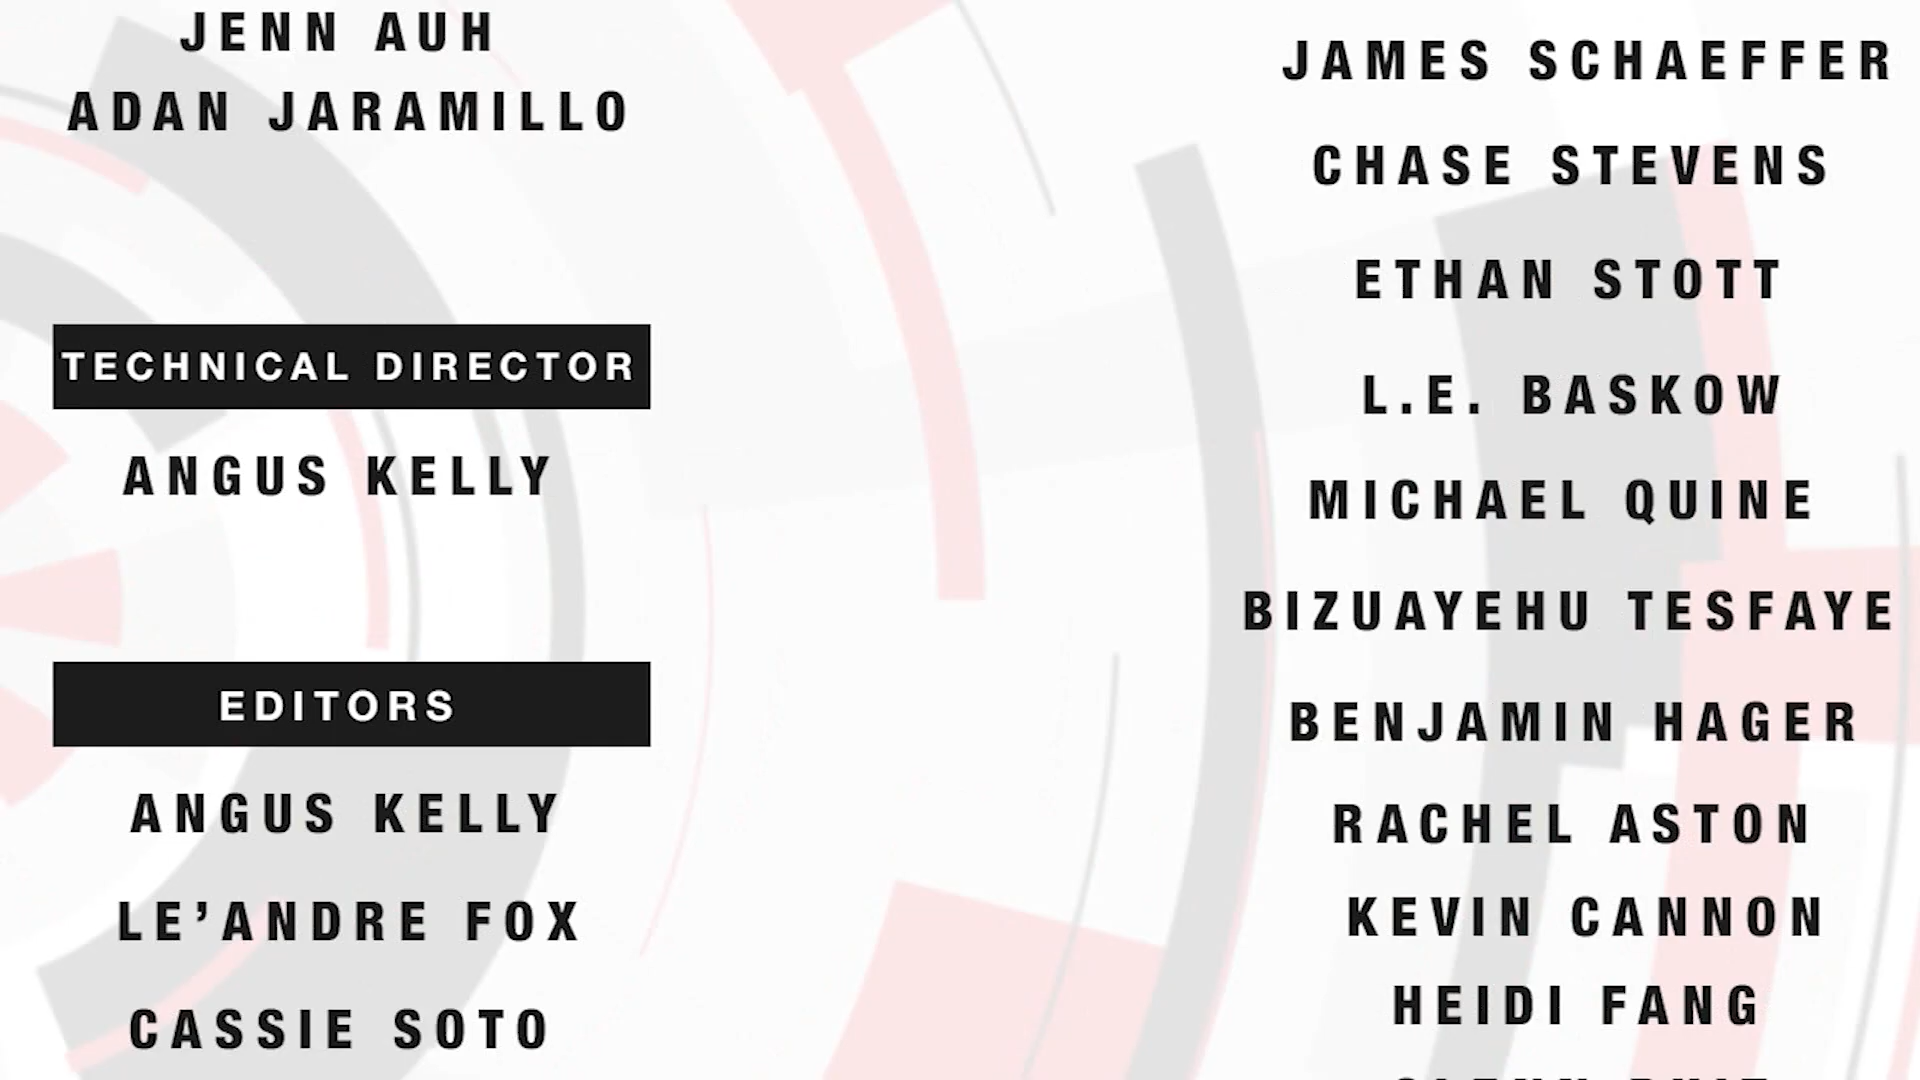 JENN AUH
ADAN JARAMILLO
TECHNICAL DIRECTOR
ANGUS KELLY
EDITORS
ANGUS KELLY
LE’ANDRE FOX
CASSIE SOTO
JAMES SCHAEFFER
CHASE STEVENS
ETHAN STOTT
L.E. BASKOW
MICHAEL QUINE
BIZUAYEHU TESFAYE
BENJAMIN HAGER
RACHEL ASTON
KEVIN CANNON
HEIDI FANG